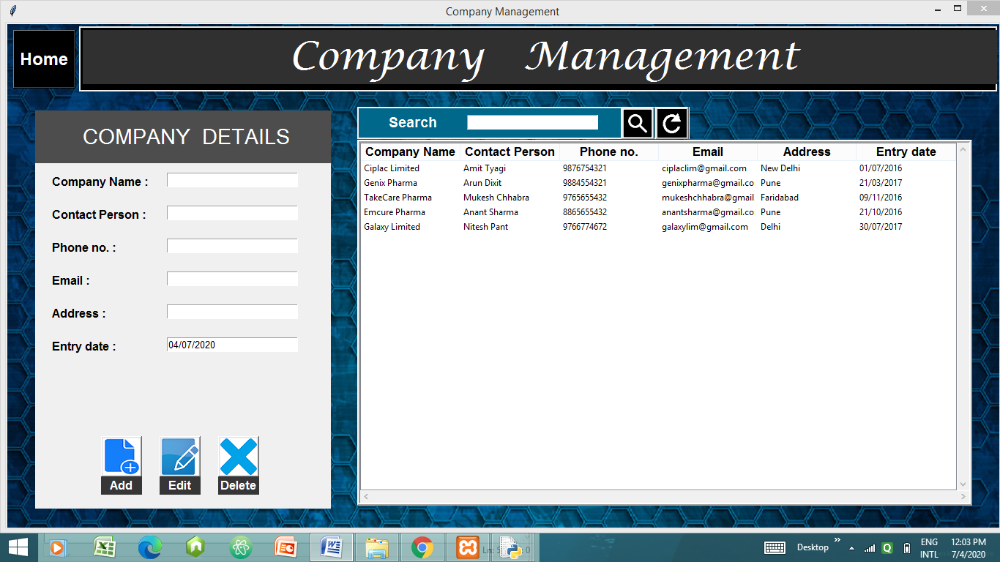 Company Management
Home
Company Management
COMPANY DETAILS
Company Name :
Contact Person :
Phone no. :
Email :
Address :
Entry date : 04/07/2020
Add Edit Delete
Search
Company Name Contact Person Phone no. Email Address Entry date
Ciplac Limited Amit Tyagi 9876754321 ciplaclim@gmail.com New Delhi 01/07/2016
Genix Pharma Arun Dixit 9884554321 genixpharma@gmail.co Pune 21/03/2017
TakeCare Pharma Mukesh Chhabra 9765655432 mukeshchhabra@gmail Faridabad 09/11/2016
Emcure Pharma Anant Sharma 8865655432 anantsharma@gmail.co Pune 21/10/2016
Galaxy Limited Nitesh Pant 9766774672 galaxylim@gmail.com Delhi 30/07/2017
Desktop
ENG
INTL
12:03 PM
7/4/2020